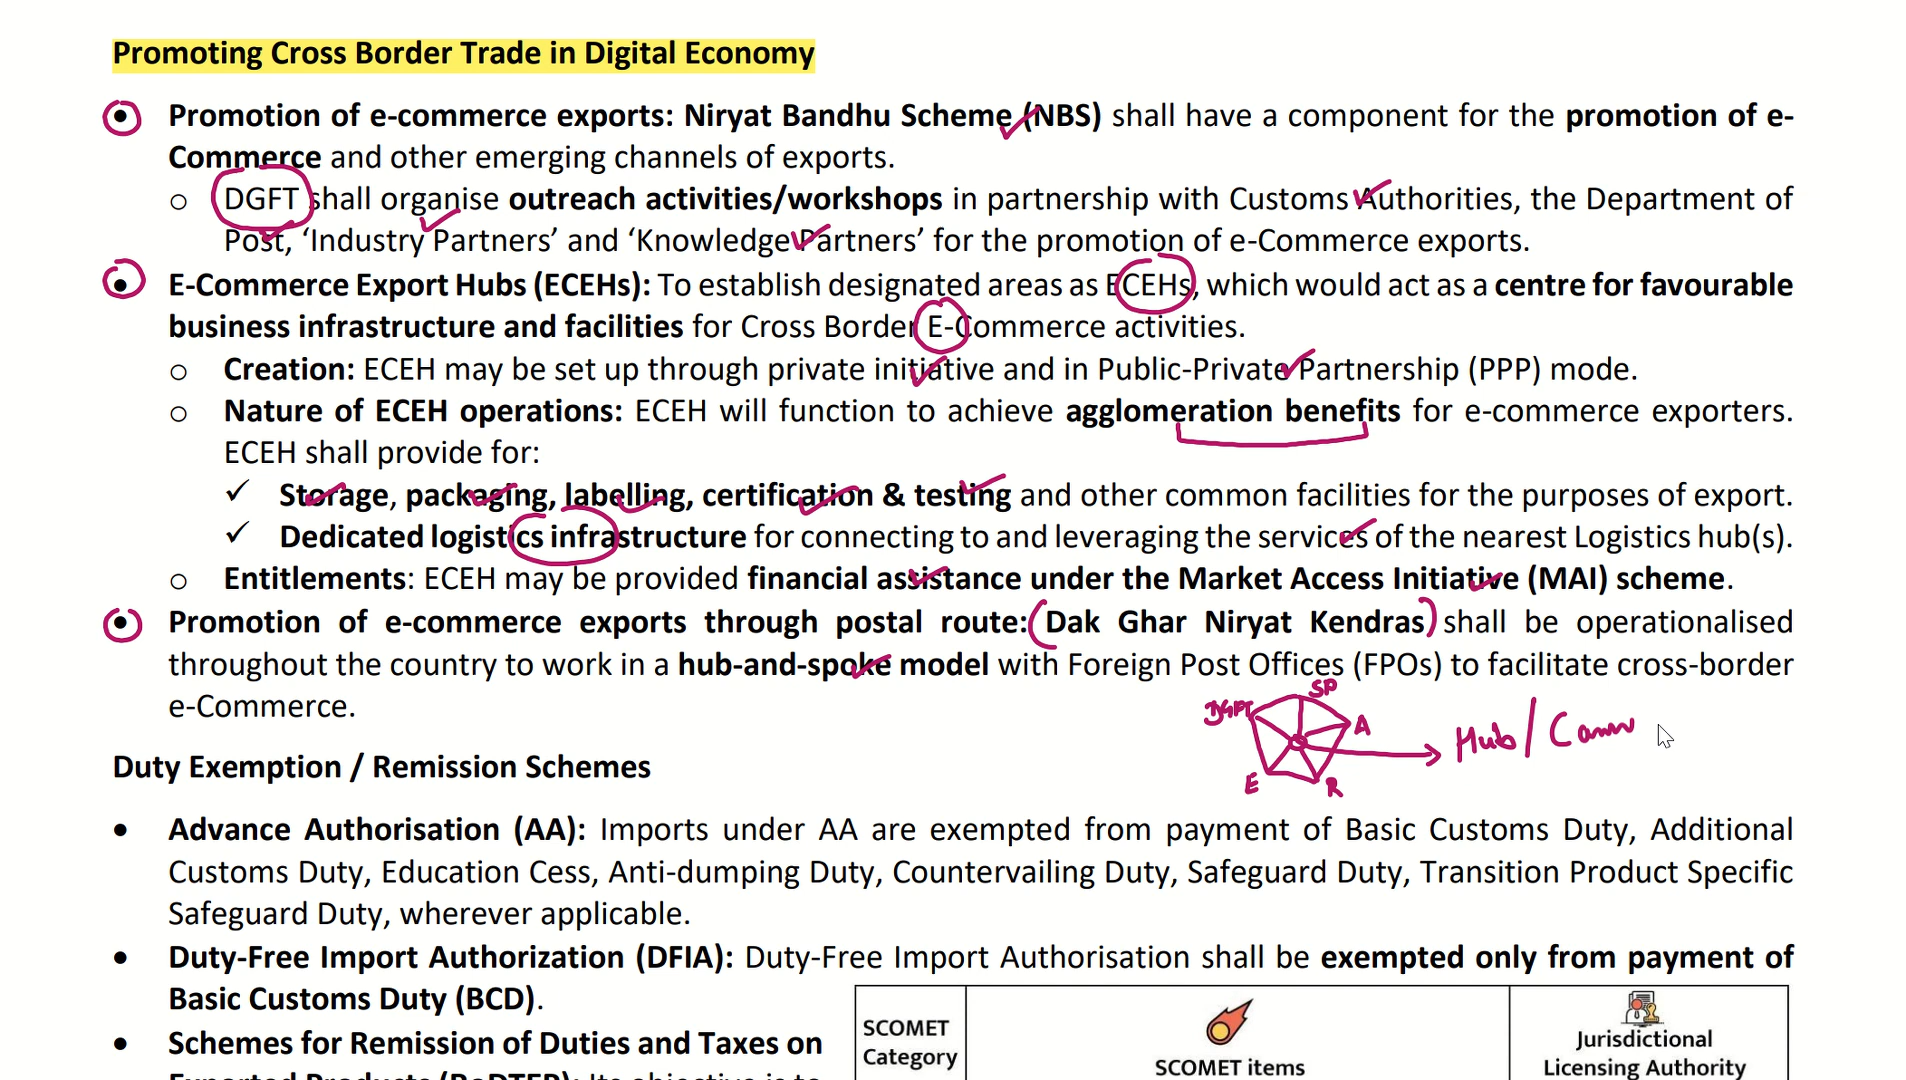 Promoting Cross Border Trade in Digital Economy
• Promotion of e-commerce exports: Niryat Bandhu Scheme (NBS) shall have a component for the promotion of e-
Commerce and other emerging channels of exports.
o DGFT shall organise outreach activities/workshops in partnership with Customs Authorities, the Department of
Post, ‘Industry Partners’ and ‘Knowledge Partners’ for the promotion of e-Commerce exports.
• E-Commerce Export Hubs (ECEHs): To establish designated areas as ECEHs, which would act as a centre for favourable
business infrastructure and facilities for Cross Border E-Commerce activities.
o Creation: ECEH may be set up through private initiative and in Public-Private Partnership (PPP) mode.
o Nature of ECEH operations: ECEH will function to achieve agglomeration benefits for e-commerce exporters.
ECEH shall provide for:
✓ Storage, packaging, labelling, certification & testing and other common facilities for the purposes of export.
✓ Dedicated logistics infrastructure for connecting to and leveraging the services of the nearest Logistics hub(s).
o Entitlements: ECEH may be provided financial assistance under the Market Access Initiative (MAI) scheme.
• Promotion of e-commerce exports through postal route: Dak Ghar Niryat Kendras shall be operationalised
throughout the country to work in a hub-and-spoke model with Foreign Post Offices (FPOs) to facilitate cross-border
e-Commerce.
SP
DGFT
A
Hub/
E
R
Duty Exemption / Remission Schemes
• Advance Authorisation (AA): Imports under AA are exempted from payment of Basic Customs Duty, Additional
Customs Duty, Education Cess, Anti-dumping Duty, Countervailing Duty, Safeguard Duty, Transition Product Specific
Safeguard Duty, wherever applicable.
• Duty-Free Import Authorization (DFIA): Duty-Free Import Authorisation shall be exempted only from payment of
Basic Customs Duty (BCD).
• Schemes for Remission of Duties and Taxes on
Exported Products (RoDTEP): Its objective is to
SCOMET
Category
SCOMET items
Jurisdictional
Licensing Authority